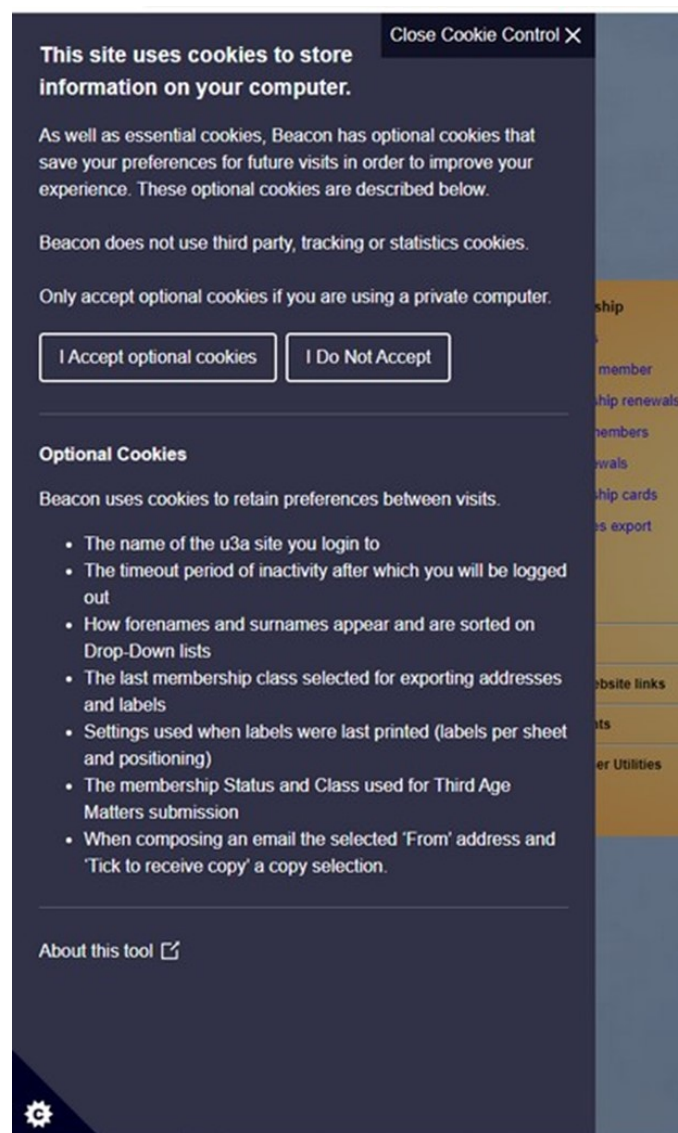 Close Cookie Control X
This site uses cookies to store
information on your computer.
As well as essential cookies, Beacon has optional cookies that
save your preferences for future visits in order to improve your
experience. These optional cookies are described below.
Beacon does not use third party, tracking or statistics cookies.
Only accept optional cookies if you are using a private computer.
I Accept optional cookies
I Do Not Accept
Optional Cookies
Beacon uses cookies to retain preferences between visits.
• The name of the u3a site you login to
• The timeout period of inactivity after which you will be logged
out
• How forenames and surnames appear and are sorted on
Drop-Down lists
• The last membership class selected for exporting addresses
and labels
• Settings used when labels were last printed (labels per sheet
and positioning)
• The membership Status and Class used for Third Age
Matters submission
• When composing an email the selected 'From' address and
'Tick to receive copy' a copy selection.
About this tool
C
ship
member
hip renewals
embers
wals
hip cards
es export
bsite links
ts
er Utilities